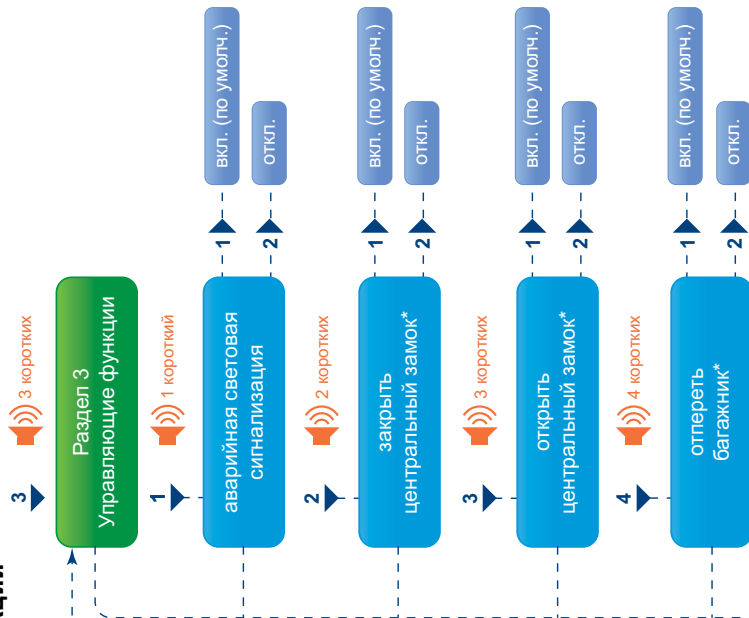 ций
3
3 коротких
Раздел 3
Управляющие функции
1
1 короткий
аварийная световая
сигнализация
1
вкл. (по умолч.)
2
откл.
2
2 коротких
закрыть
центральный замок*
1
вкл. (по умолч.)
2
откл.
3
3 коротких
открыть
центральный замок*
1
вкл. (по умолч.)
2
откл.
4
4 коротких
отпереть
багажник*
1
вкл. (по умолч.)
2
откл.